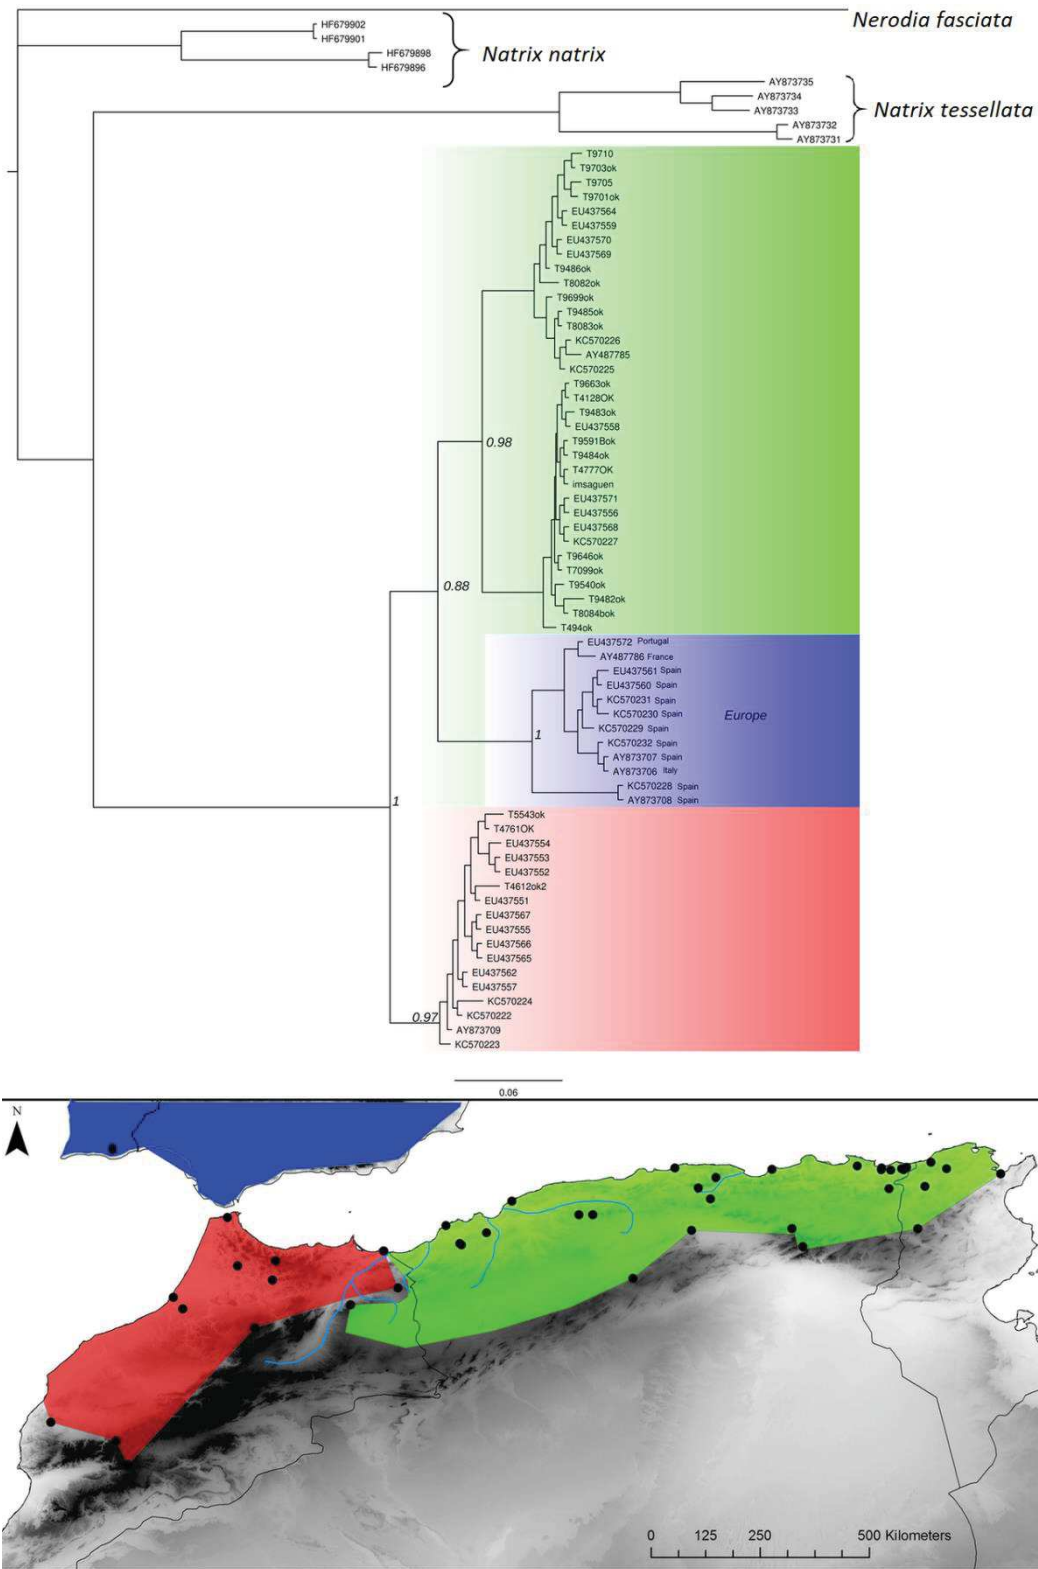 Nerodia fasciata
HF679902
HF679901
HF679898
HF679896
Natrix natrix
AY873735
AY873734
AY873733
AY873732
AY873731
Natrix tessellata
T9710
T9703ok
T9705
T9701ok
EU437564
EU437559
EU437570
EU437569
T9486ok
T8082ok
T9699ok
T9485ok
T8083ok
KC570226
AY487785
KC570225
T9663ok
T4128OK
T9483ok
EU437558
T9591Bok
T9484ok
T4777OK
imsaguen
EU437571
EU437556
EU437568
KC570227
T9646ok
T7099ok
T9540ok
T9482ok
T8084bok
T494ok
0.98
0.88
EU437572 Portugal
AY487786 France
EU437561 Spain
EU437560 Spain
KC570231 Spain
KC570230 Spain
KC570229 Spain
KC570232 Spain
AY873707 Spain
AY873706 Italy
KC570228 Spain
AY873708 Spain
Europe
1
1
T5543ok
T4761OK
EU437554
EU437553
EU437552
T4612ok2
EU437551
EU437567
EU437555
EU437566
EU437565
EU437562
EU437557
KC570224
KC570222
AY873709
KC570223
0.97
0.06
N
0 125 250 500 Kilometers